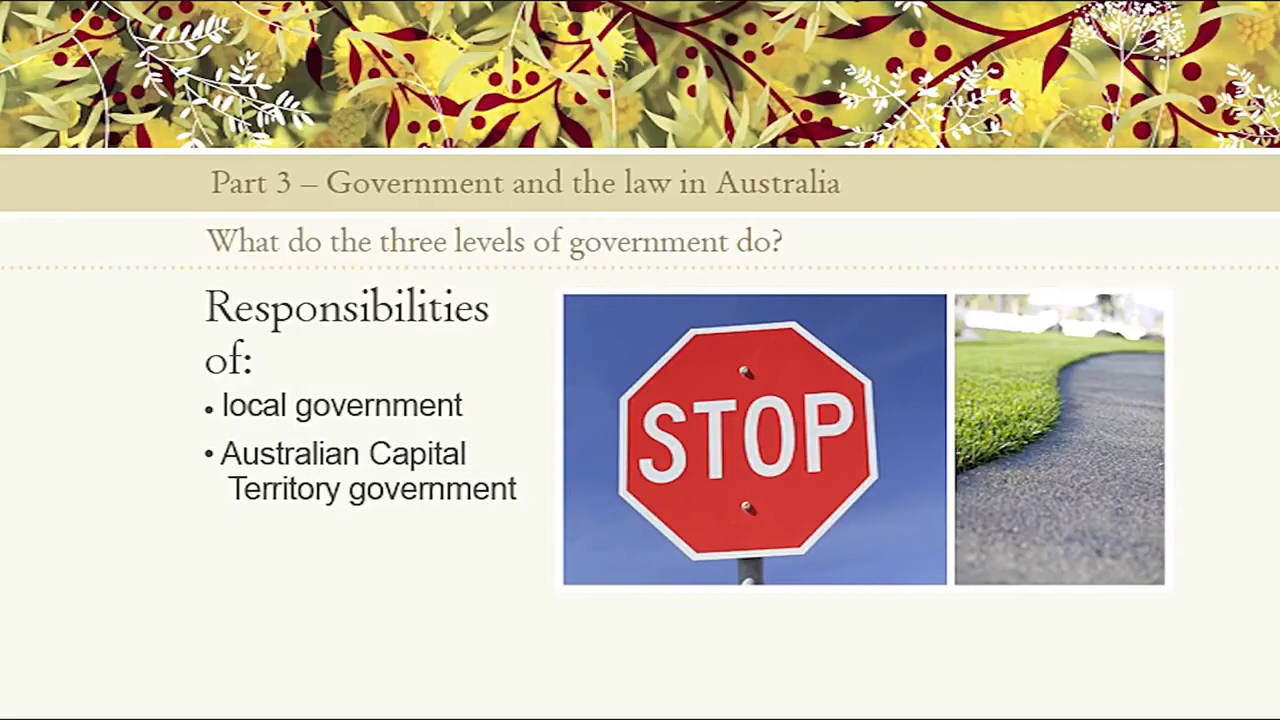 Part 3 – Government and the law in Australia
What do the three levels of government do?
Responsibilities
of:
• local government
• Australian Capital
Territory government
STOP